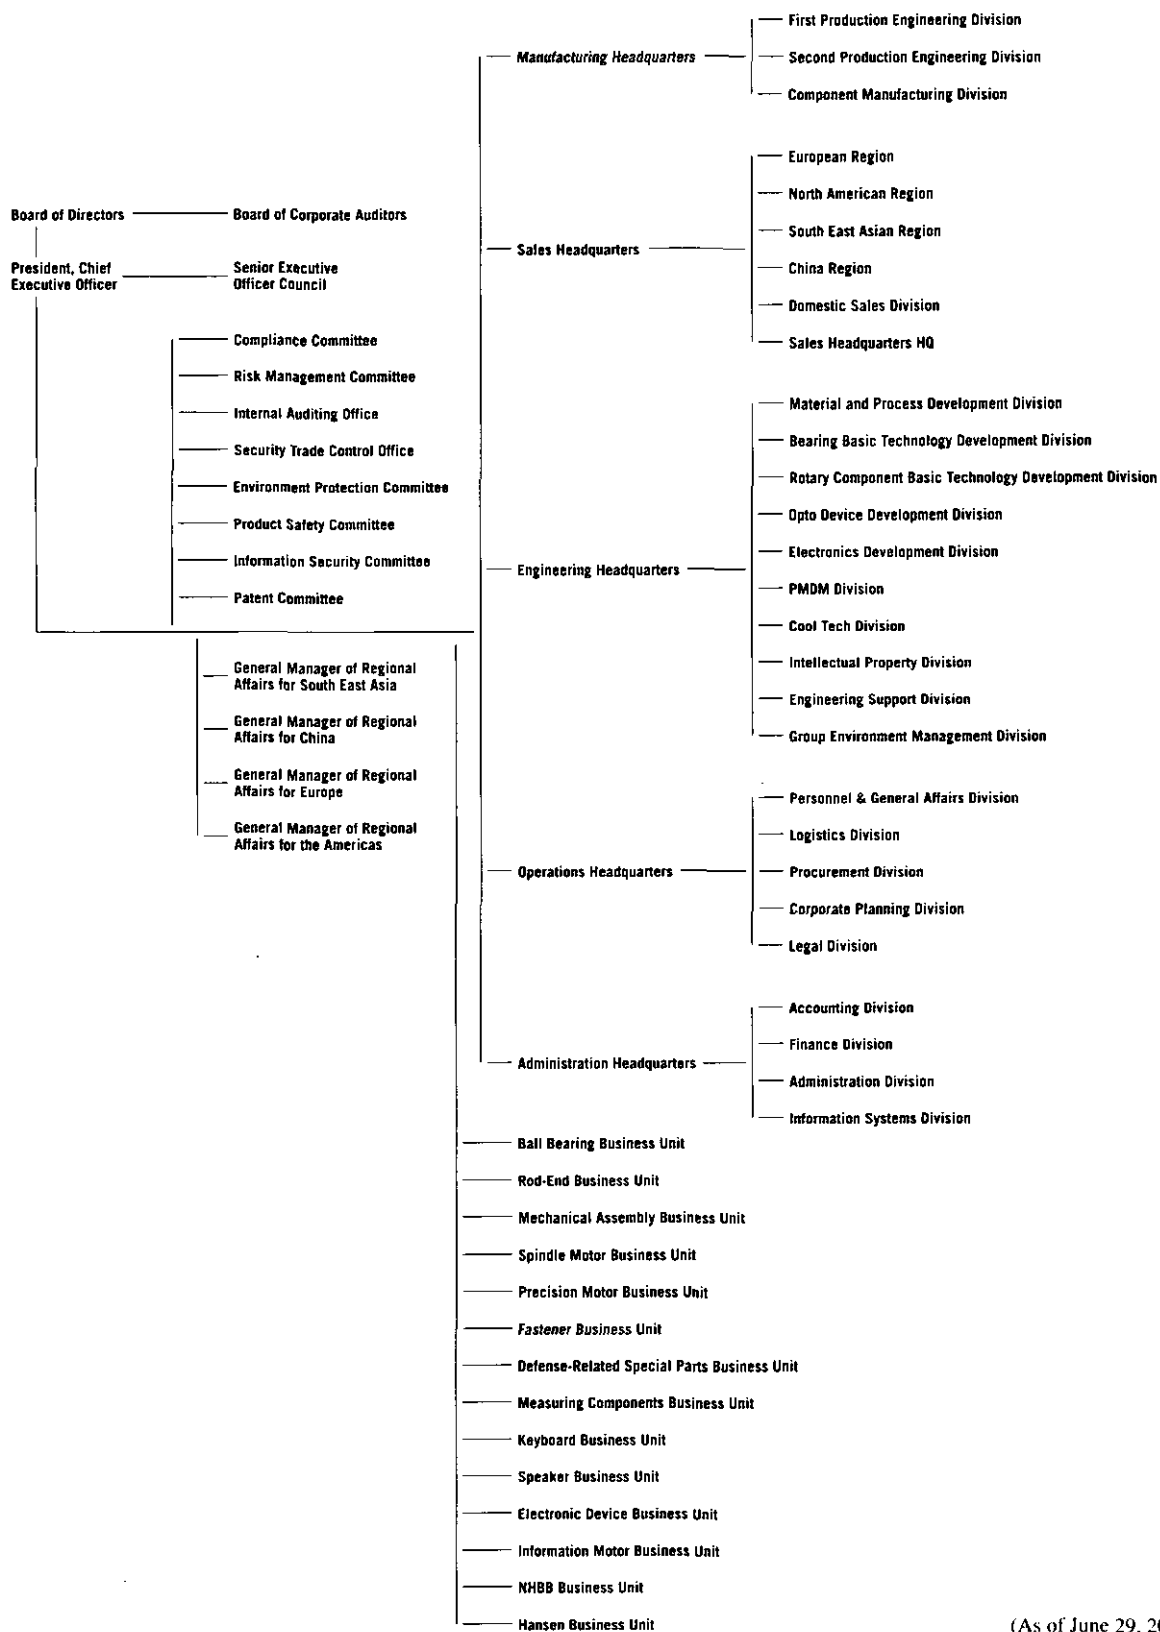 Board of Directors
Board of Corporate Auditors
President, Chief
Executive Officer
Senior Executive
Officer Council
Compliance Committee
Risk Management Committee
Internal Auditing Office
Security Trade Control Office
Environment Protection Committee
Product Safety Committee
Information Security Committee
Patent Committee
General Manager of Regional
Affairs for South East Asia
General Manager of Regional
Affairs for China
General Manager of Regional
Affairs for Europe
General Manager of Regional
Affairs for the Americas
Manufacturing Headquarters
First Production Engineering Division
Second Production Engineering Division
Component Manufacturing Division
Sales Headquarters
European Region
North American Region
South East Asian Region
China Region
Domestic Sales Division
Sales Headquarters HQ
Engineering Headquarters
Material and Process Development Division
Bearing Basic Technology Development Division
Rotary Component Basic Technology Development Division
Opto Device Development Division
Electronics Development Division
PMDM Division
Cool Tech Division
Intellectual Property Division
Engineering Support Division
Group Environment Management Division
Operations Headquarters
Personnel & General Affairs Division
Logistics Division
Procurement Division
Corporate Planning Division
Legal Division
Administration Headquarters
Accounting Division
Finance Division
Administration Division
Information Systems Division
Ball Bearing Business Unit
Rod-End Business Unit
Mechanical Assembly Business Unit
Spindle Motor Business Unit
Precision Motor Business Unit
Fastener Business Unit
Defense-Related Special Parts Business Unit
Measuring Components Business Unit
Keyboard Business Unit
Speaker Business Unit
Electronic Device Business Unit
Information Motor Business Unit
NHBB Business Unit
Hansen Business Unit
(As of June 29, 20